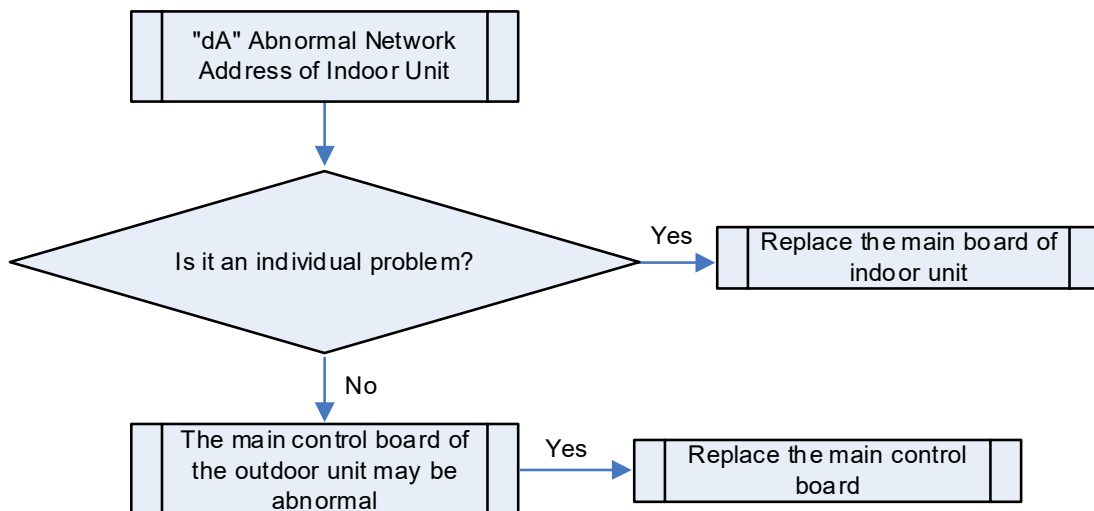 "dA" Abnormal Network
Address of Indoor Unit
Is it an individual problem?
Yes
Replace the main board of
indoor unit
No
The main control board of
the outdoor unit may be
abnormal
Yes
Replace the main control
board